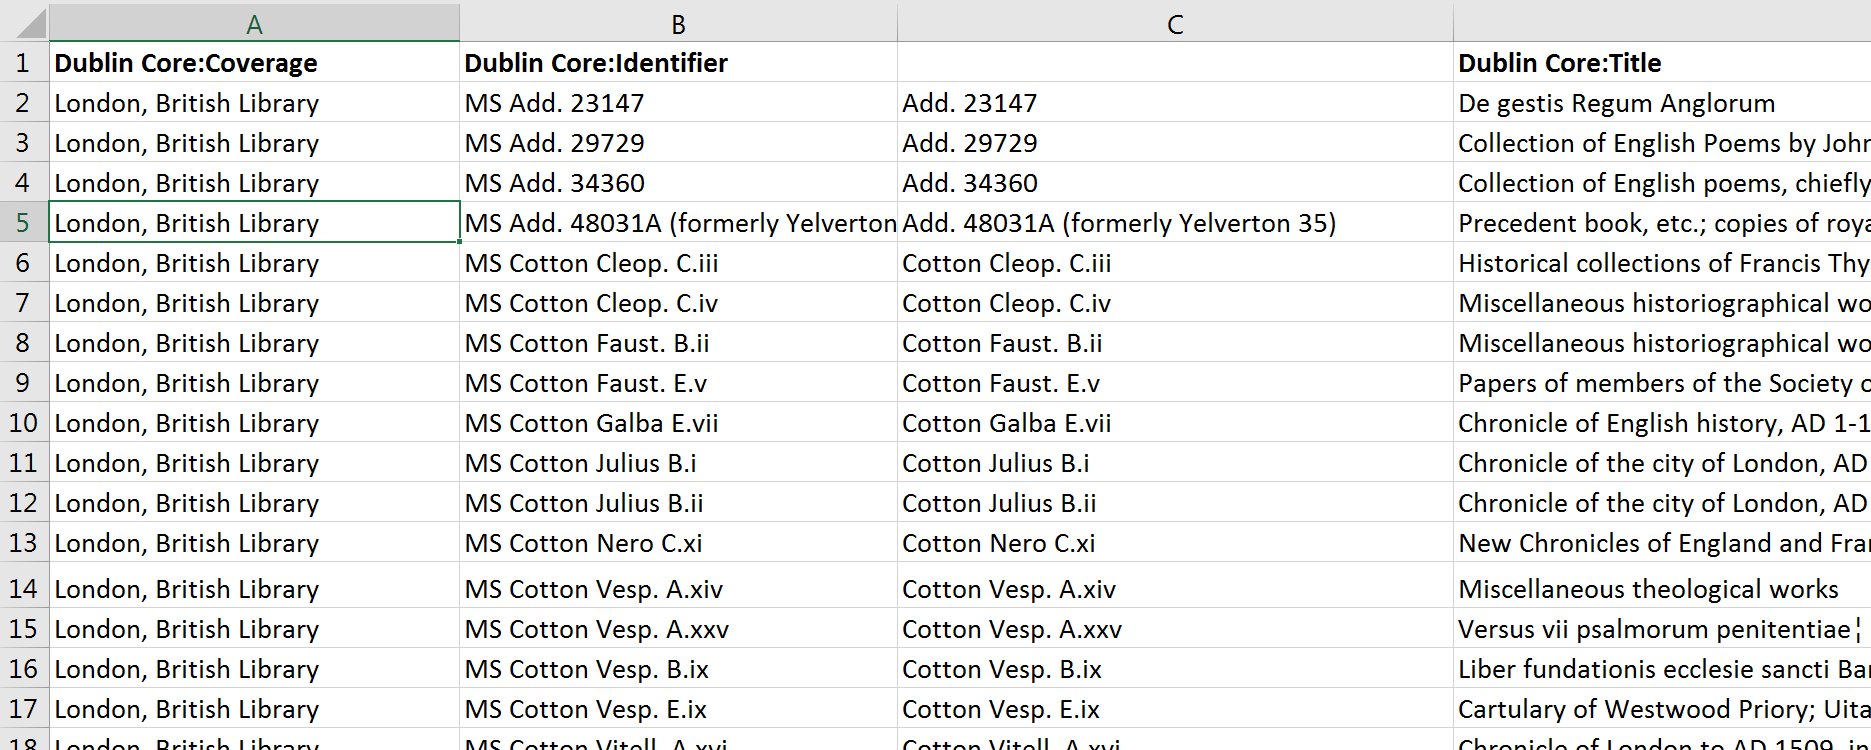 A B C
1 Dublin Core:Coverage Dublin Core:Identifier Dublin Core:Title
2 London, British Library MS Add. 23147 Add. 23147 De gestis Regum Anglorum
3 London, British Library MS Add. 29729 Add. 29729 Collection of English Poems by John
4 London, British Library MS Add. 34360 Add. 34360 Collection of English poems, chiefly
5 London, British Library MS Add. 48031A (formerly Yelverton Add. 48031A (formerly Yelverton 35) Precedent book, etc.; copies of roya
6 London, British Library MS Cotton Cleop. C.iii Cotton Cleop. C.iii Historical collections of Francis Thy
7 London, British Library MS Cotton Cleop. C.iv Cotton Cleop. C.iv Miscellaneous historiographical wo
8 London, British Library MS Cotton Faust. B.ii Cotton Faust. B.ii Miscellaneous historiographical wo
9 London, British Library MS Cotton Faust. E.v Cotton Faust. E.v Papers of members of the Society o
10 London, British Library MS Cotton Galba E.vii Cotton Galba E.vii Chronicle of English history, AD 1-1
11 London, British Library MS Cotton Julius B.i Cotton Julius B.i Chronicle of the city of London, AD
12 London, British Library MS Cotton Julius B.ii Cotton Julius B.ii Chronicle of the city of London, AD
13 London, British Library MS Cotton Nero C.xi Cotton Nero C.xi New Chronicles of England and Fran
14 London, British Library MS Cotton Vesp. A.xiv Cotton Vesp. A.xiv Miscellaneous theological works
15 London, British Library MS Cotton Vesp. A.xxv Cotton Vesp. A.xxv Versus vii psalmorum penitentiae¦
16 London, British Library MS Cotton Vesp. B.ix Cotton Vesp. B.ix Liber fundationis ecclesie sancti Bar
17 London, British Library MS Cotton Vesp. E.ix Cotton Vesp. E.ix Cartulary of Westwood Priory; Uita
18 London, British Library MS Cotton Vitell. A.xvi Cotton Vitell. A.xvi Chronicle of London to AD 1509, in